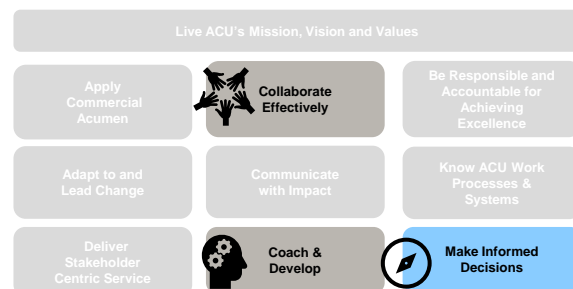 Live ACU's Mission, Vision and Values
Apply
Commercial
Acumen
Collaborate
Effectively
Be Responsible and
Accountable for
Achieving
Excellence
Adapt to and
Lead Change
Communicate
with Impact
Know ACU Work
Processes &
Systems
Deliver
Stakeholder
Centric Service
Coach &
Develop
Make Informed
Decisions